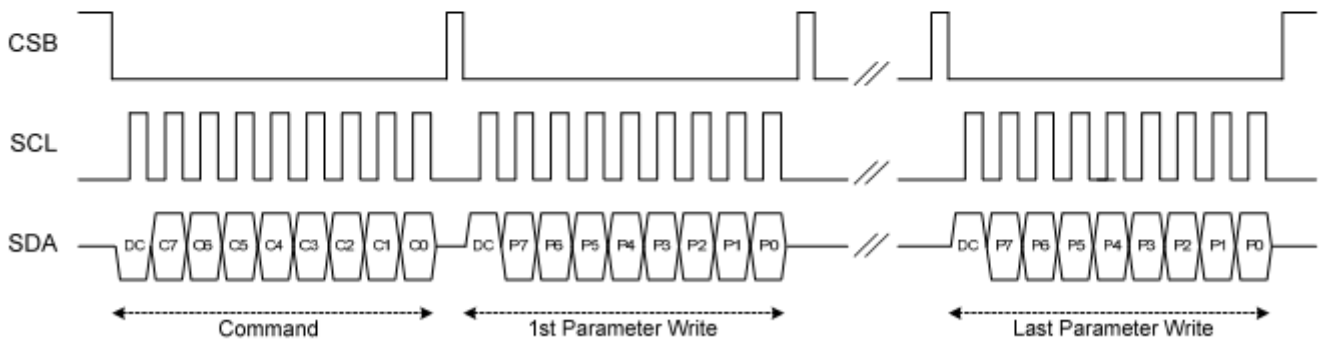 CSB
SCL
SDA DC C7 C6 C5 C4 C3 C2 C1 C0 DC P7 P6 P5 P4 P3 P2 P1 P0 DC P7 P6 P5 P4 P3 P2 P1 P0
Command 1st Parameter Write Last Parameter Write